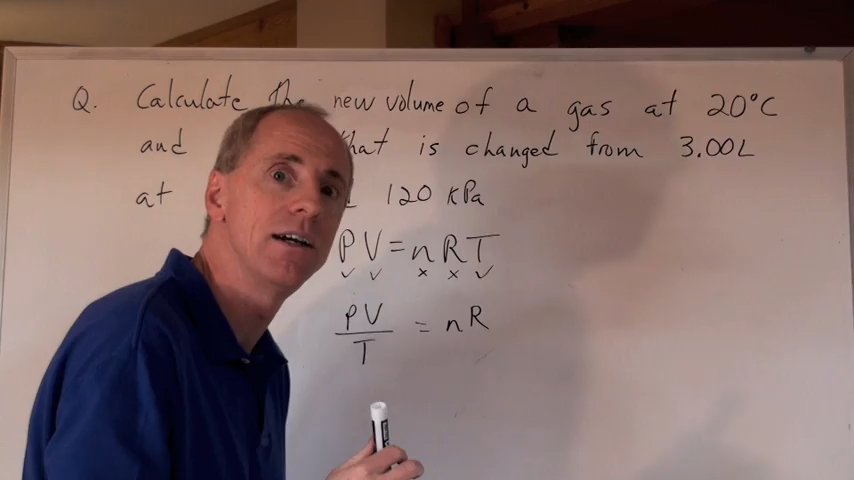 Q. Calculate the new volume of a gas at 20°C
and that is changed from 3.00L
at 120 kPa
PV=nRT
✓ ✓ × × ✓
PV
/T = nR